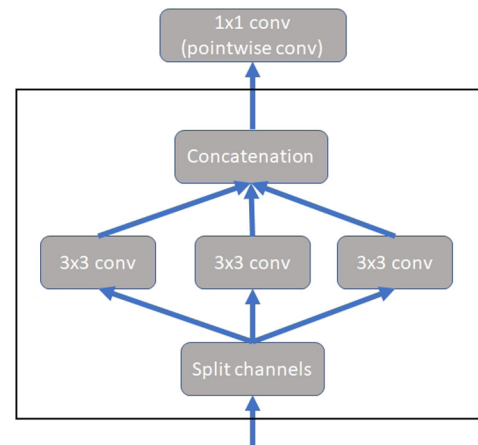 1x1 conv
(pointwise conv)
Concatenation
3x3 conv
3x3 conv
3x3 conv
Split channels